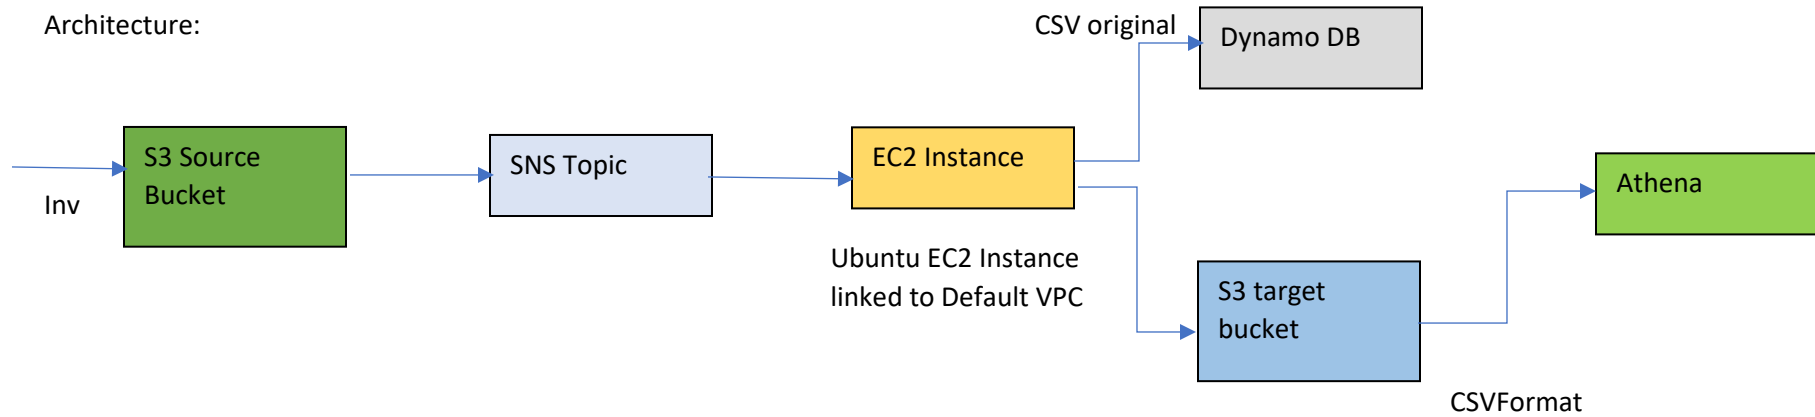 Architecture:
CSV original
Dynamo DB
S3 Source
Bucket
SNS Topic
EC2 Instance
Athena
Inv
Ubuntu EC2 Instance
linked to Default VPC
S3 target
bucket
CSVFormat